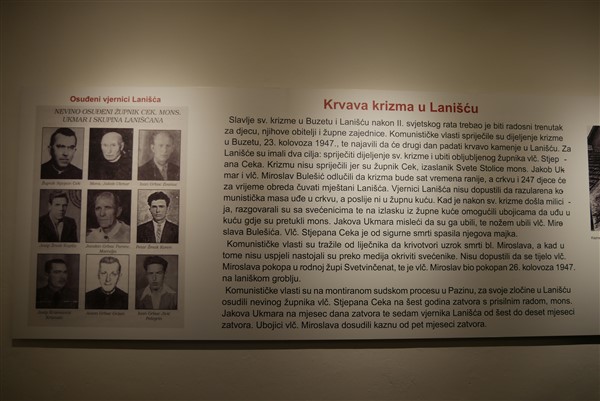 Osuđeni vjernici Lanišća
NEVINO OSUĐENI ŽUPNIK CEK, MONS.
UKMAR I SKUPINA LANIŠĆANA
Krvava krizma u Lanišću
Slavlje sv. krizme u Buzetu i Lanišću nakon II. svjetskog rata trebao je biti radosni trenutak
za djecu, njihove obitelji i župne zajednice. Komunističke vlasti spriječile su dijeljenje krizme
u Buzetu, 23. kolovoza 1947., te najavili da će drugi dan padati krvavo kamenje u Lanišću. Za
Lanišće su imali dva cilja: spriječiti dijeljenje sv. krizme i ubiti obljubljenog župnika vlč. Stjep -
ana Ceka. Krizmu nisu spriječili jer su župnik Cek, izaslanik Svete Stolice mons. Jakob Uk
mar i vlč. Miroslav Bulešić odlučili da krizma bude sat vremena ranije, a crkvu i 247 djece će
za vrijeme obreda čuvati mještani Lanišća. Vjernici Lanišća nisu dopustili da razularena ko
munistička masa uđe u crkvu, a poslije ni u župnu kuću. Kad je nakon sv. krizme došla milici -
ja, razgovarali su sa svećenicima te na izlasku iz župne kuće omogućili ubojicama da uđu u
kuću gdje su pretukli mons. Jakova Ukmara misleći da su ga ubili, te nožem ubili vlč. Miro
slava Bulešića. Vlč. Stjepana Ceka je od sigurne smrti spasila njegova majka.
Komunističke vlasti su tražile od liječnika da krivotvori uzrok smrti bl. Miroslava, a kad u
tome nisu uspjeli nastojali su preko medija okriviti svećenike. Nisu dopustili da se tijelo vlč.
Miroslava pokopa u rodnoj župi Svetvinčenat, te je vlč. Miroslav bio pokopan 26. kolovoza 1947.
na laniškom groblju.
Komunističke vlasti su na montiranom sudskom procesu u Pazinu, za svoje zločine u Lanišću
osudili nevinog župnika vlč. Stjepana Ceka na šest godina zatvora s prisilnim radom, mons.
Jakova Ukmara na mjesec dana zatvora te sedam vjernika Lanišća od šest do deset mjeseci
zatvora. Ubojici vlč. Miroslava dosudili kaznu od pet mjeseci zatvora.